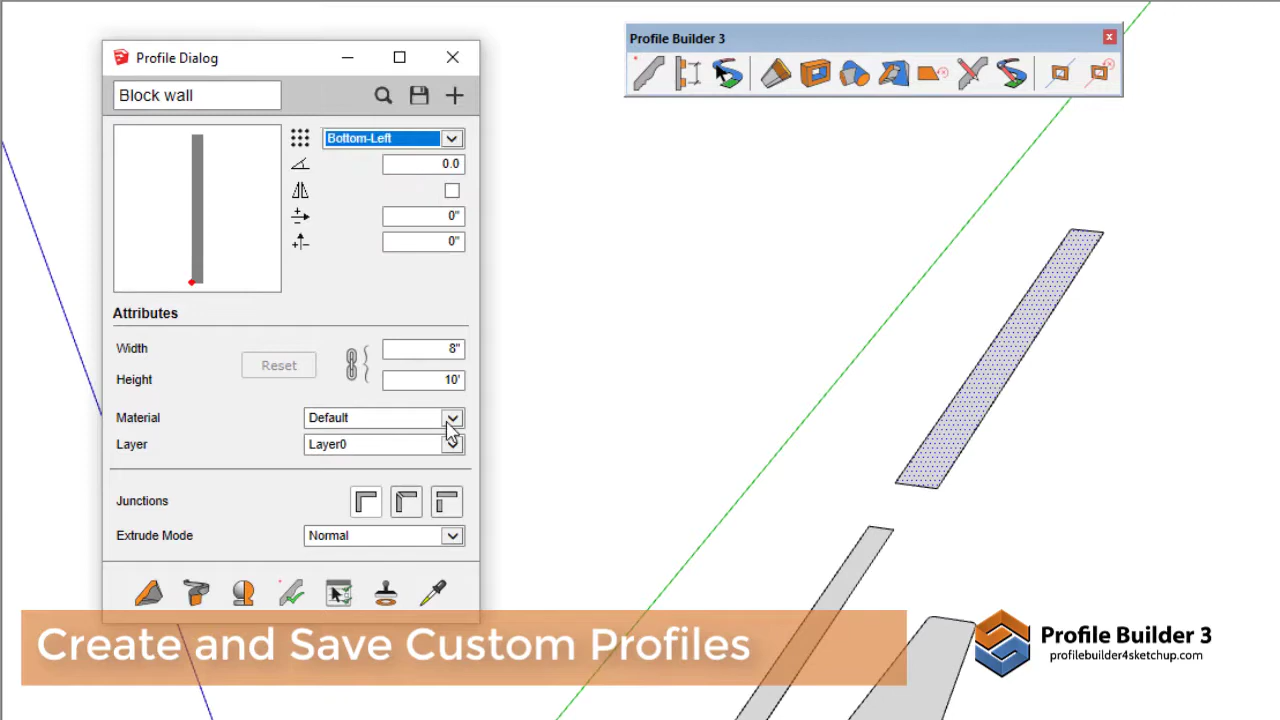 Profile Dialog
Block wall
Bottom-Left
0.0
0"
0"
Attributes
Width
8"
Reset
Height
10'
Material
Default
Layer
Layer0
Junctions
Extrude Mode
Normal
Profile Builder 3
Create and Save Custom Profiles
Profile Builder 3
profilebuilder4sketchup.com